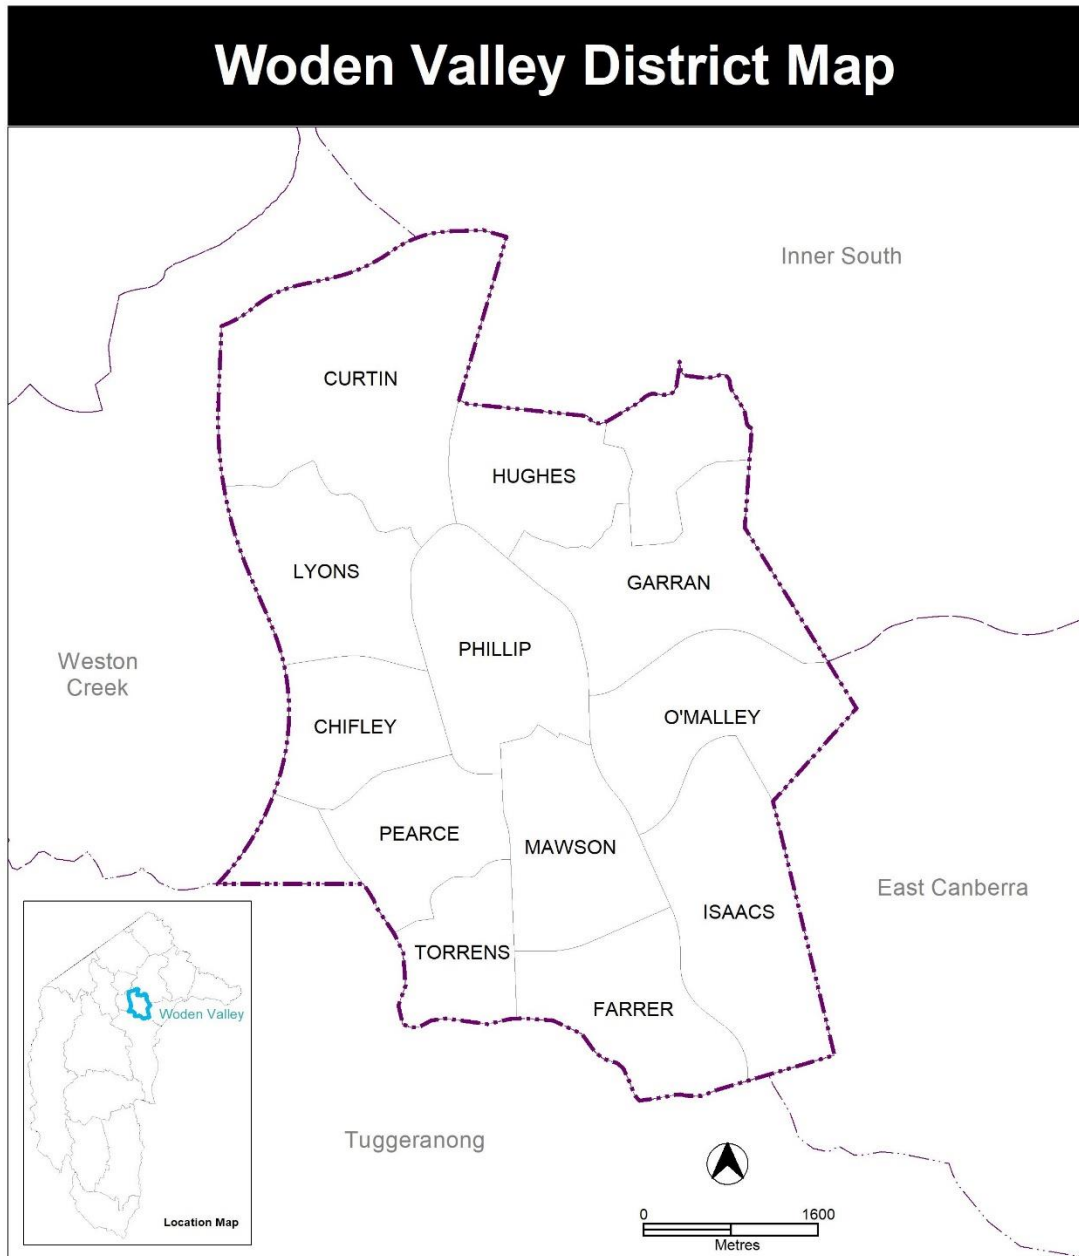 Woden Valley District Map
Inner South
CURTIN
HUGHES
LYONS
GARRAN
PHILLIP
Weston
Creek
O'MALLEY
CHIFLEY
PEARCE
MAWSON
East Canberra
ISAACS
TORRENS
FARRER
Woden Valley
Location Map
Tuggeranong
0 1600
Metres